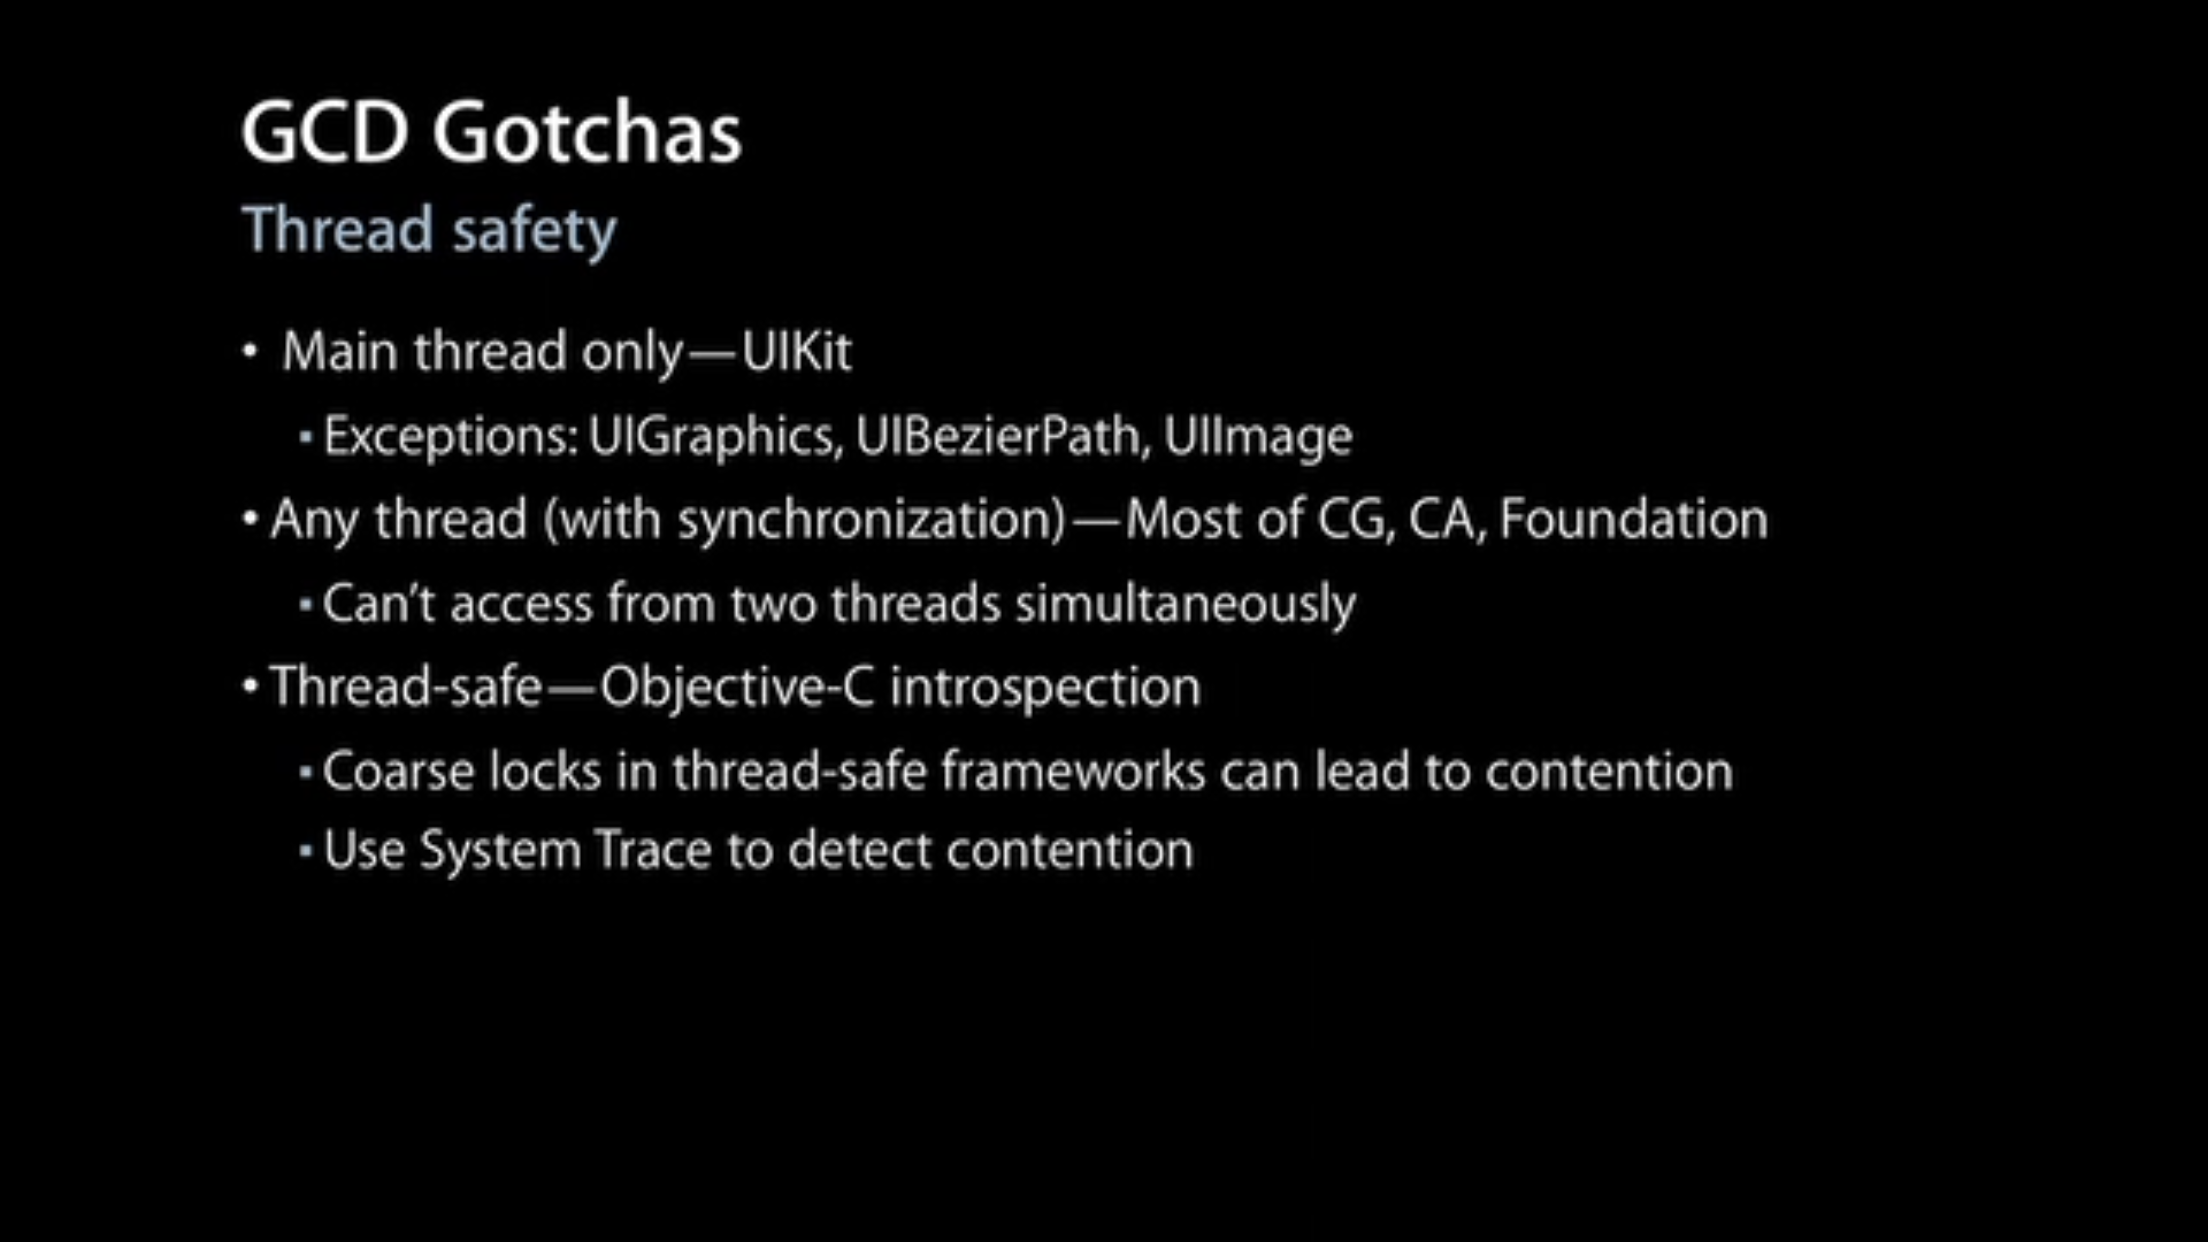 GCD Gotchas
Thread safety
• Main thread only—UIKit
▪ Exceptions: UIGraphics, UIBezierPath, UIImage
• Any thread (with synchronization)—Most of CG, CA, Foundation
▪ Can’t access from two threads simultaneously
• Thread-safe—Objective-C introspection
▪ Coarse locks in thread-safe frameworks can lead to contention
▪ Use System Trace to detect contention